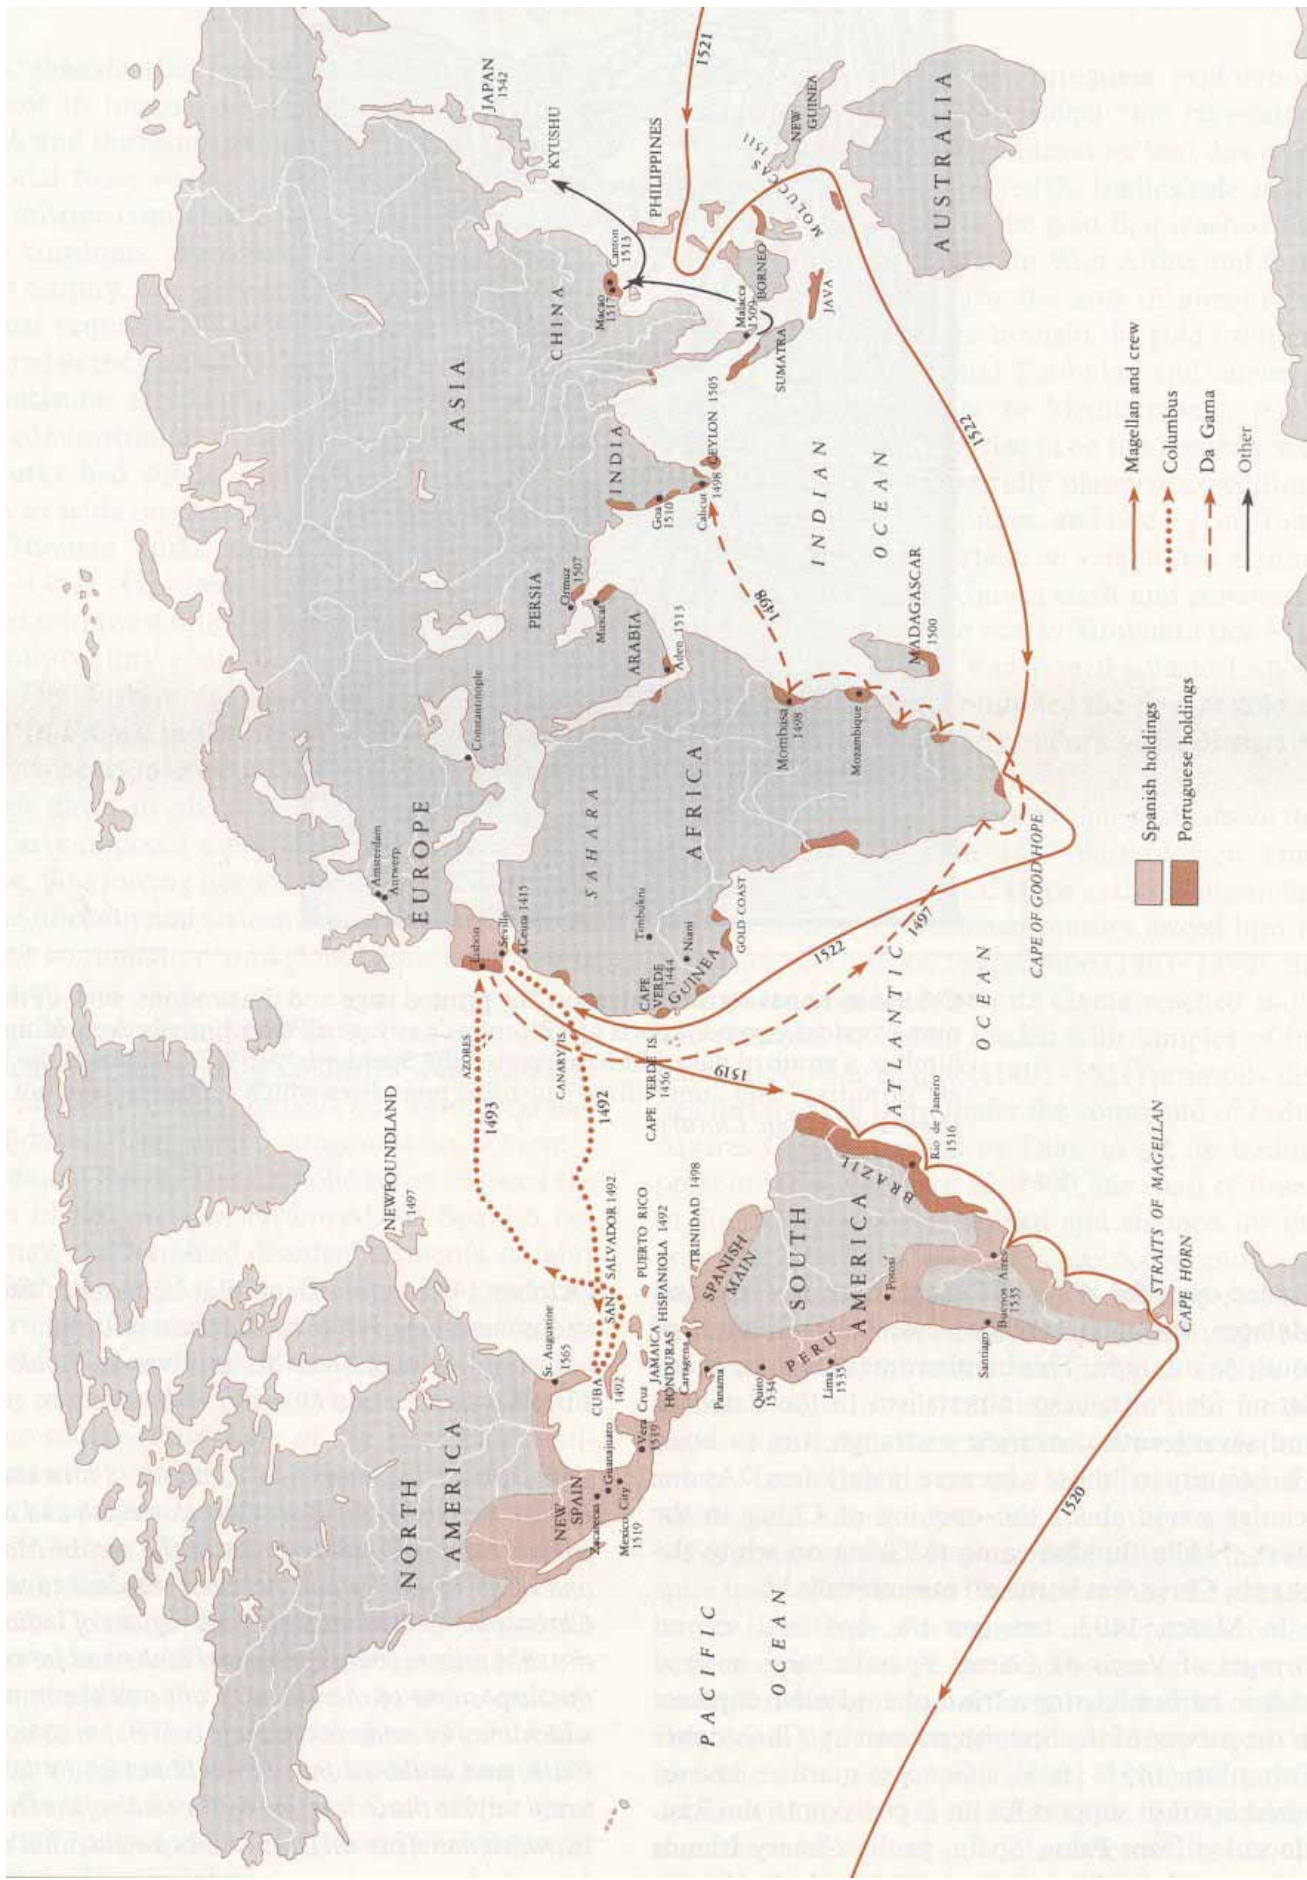 NORTH
AMERICA
NEWFOUNDLAND
1497
St. Augustine
1565
NEW
SPAIN
Zacatecas
Guanajuato
Mexico City
1519
Vera Cruz
1519
CUBA
1492
SAN
SALVADOR 1492
JAMAICA
HISPANIOLA 1492
PUERTO RICO
HONDURAS
TRINIDAD 1498
Cartagena
Panama
SPANISH
MAIN
Quito
1534
PERU
Lima
1535
SOUTH
AMERICA
BRAZIL
Potosí
Rio de Janeiro
1516
Santiago
Buenos Aires
1535
STRAITS OF MAGELLAN
CAPE HORN
PACIFIC
OCEAN
1520
1493
1492
AZORES
CANARY IS.
CAPE VERDE IS.
1456
1519
ATLANTIC
OCEAN
1522
1497
EUROPE
Amsterdam
Antwerp
Lisbon
Seville
Ceuta 1415
Constantinople
SAHARA
AFRICA
Timbuktu
Niani
CAPE
VERDE
1444
GUINEA
GOLD COAST
Mombasa
1498
Mozambique
MADAGASCAR
1500
CAPE OF GOOD HOPE
ASIA
PERSIA
Ormuz
1507
Muscat
ARABIA
Aden 1513
INDIA
Goa
1510
Calicut
1498
CEYLON 1505
1498
INDIAN
OCEAN
1522
CHINA
Macao
1517
Canton
1513
JAPAN
1542
KYUSHU
PHILIPPINES
1521
Malacca
1509
SUMATRA
BORNEO
JAVA
MOLUCCAS
1511
NEW
GUINEA
AUSTRALIA
Spanish holdings
Portuguese holdings
Magellan and crew
Columbus
Da Gama
Other